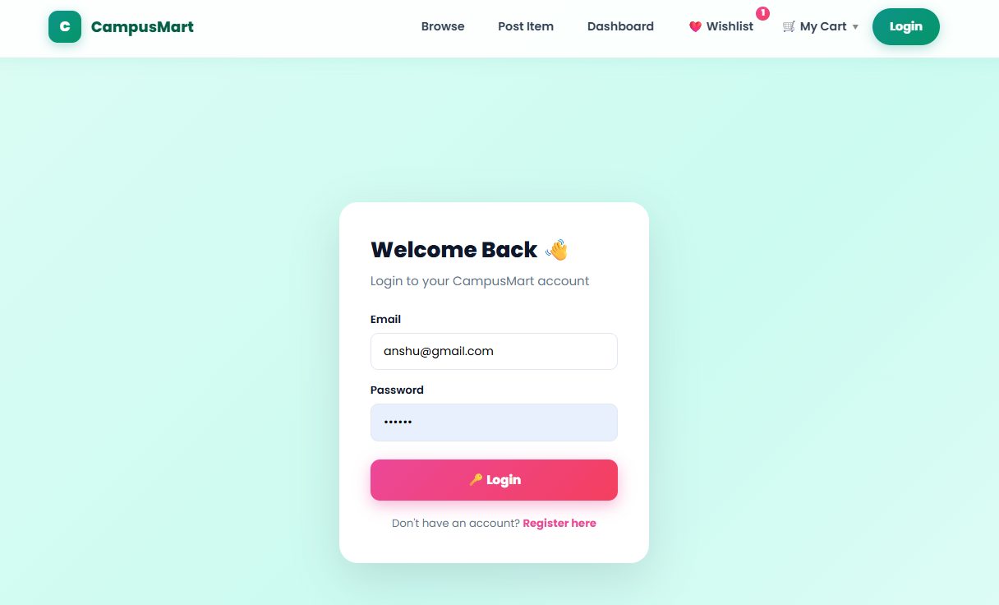 C CampusMart Browse Post Item Dashboard ❤️ Wishlist 1 🛒 My Cart ▼ Login
Welcome Back 👋
Login to your CampusMart account
Email
anshu@gmail.com
Password
••••••
🔑 Login
Don't have an account? Register here